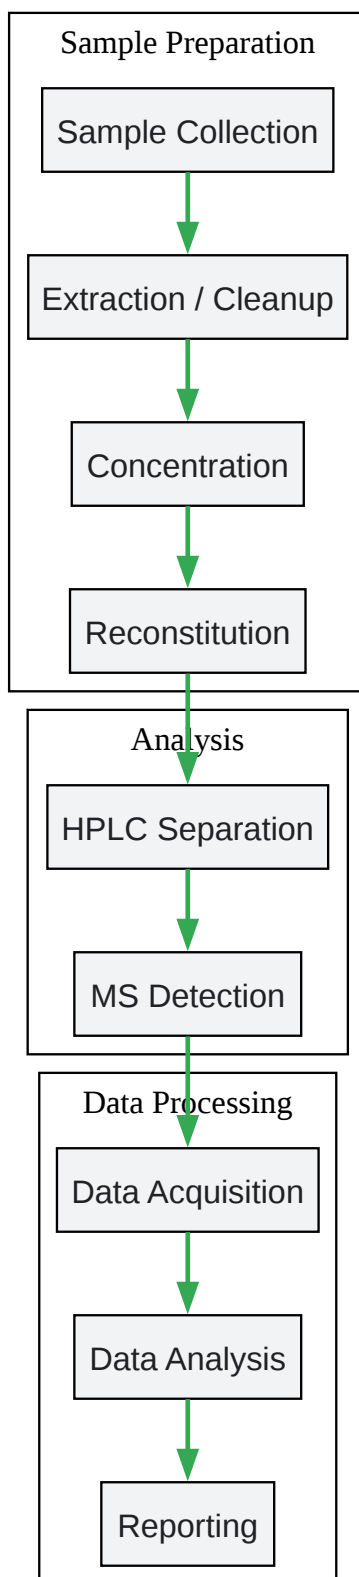 Sample Preparation
Sample Collection
Extraction / Cleanup
Concentration
Reconstitution
Analysis
HPLC Separation
MS Detection
Data Processing
Data Acquisition
Data Analysis
Reporting